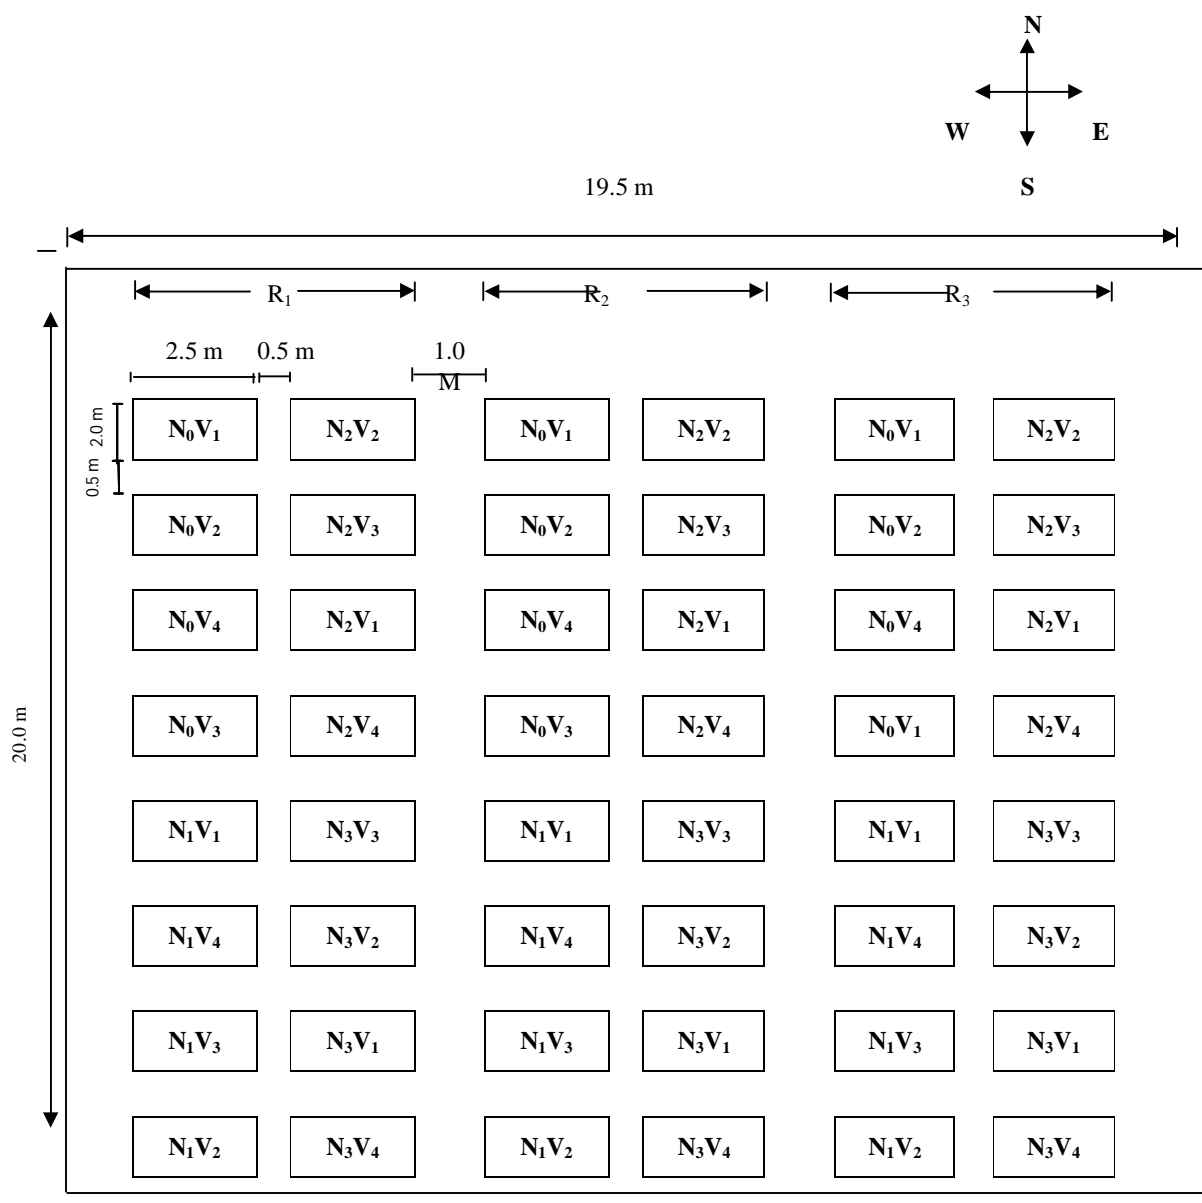 N
W E
S
19.5 m
R₁ R₂ R₃
2.5 m 0.5 m 1.0
M
2.0 m
0.5 m
20.0 m
N₀V₁ N₂V₂ N₀V₁ N₂V₂ N₀V₁ N₂V₂
N₀V₂ N₂V₃ N₀V₂ N₂V₃ N₀V₂ N₂V₃
N₀V₄ N₂V₁ N₀V₄ N₂V₁ N₀V₄ N₂V₁
N₀V₃ N₂V₄ N₀V₃ N₂V₄ N₀V₁ N₂V₄
N₁V₁ N₃V₃ N₁V₁ N₃V₃ N₁V₁ N₃V₃
N₁V₄ N₃V₂ N₁V₄ N₃V₂ N₁V₄ N₃V₂
N₁V₃ N₃V₁ N₁V₃ N₃V₁ N₁V₃ N₃V₁
N₁V₂ N₃V₄ N₁V₂ N₃V₄ N₁V₂ N₃V₄